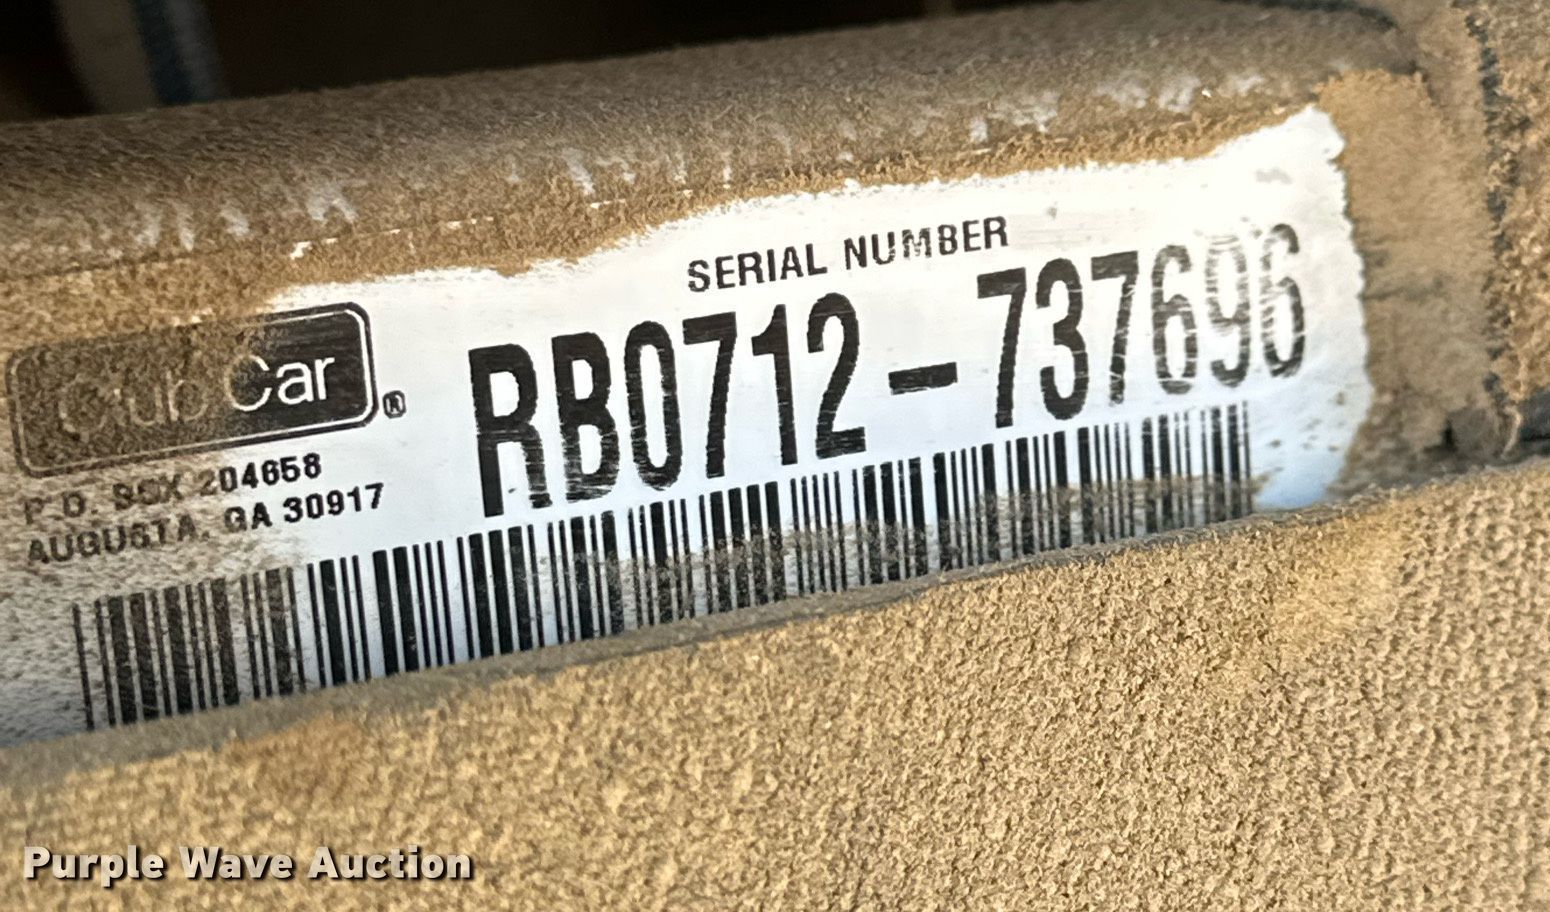 SERIAL NUMBER
Club Car®
RB0712-737696
P.O. BOX 204658
AUGUSTA, GA 30917
Purple Wave Auction